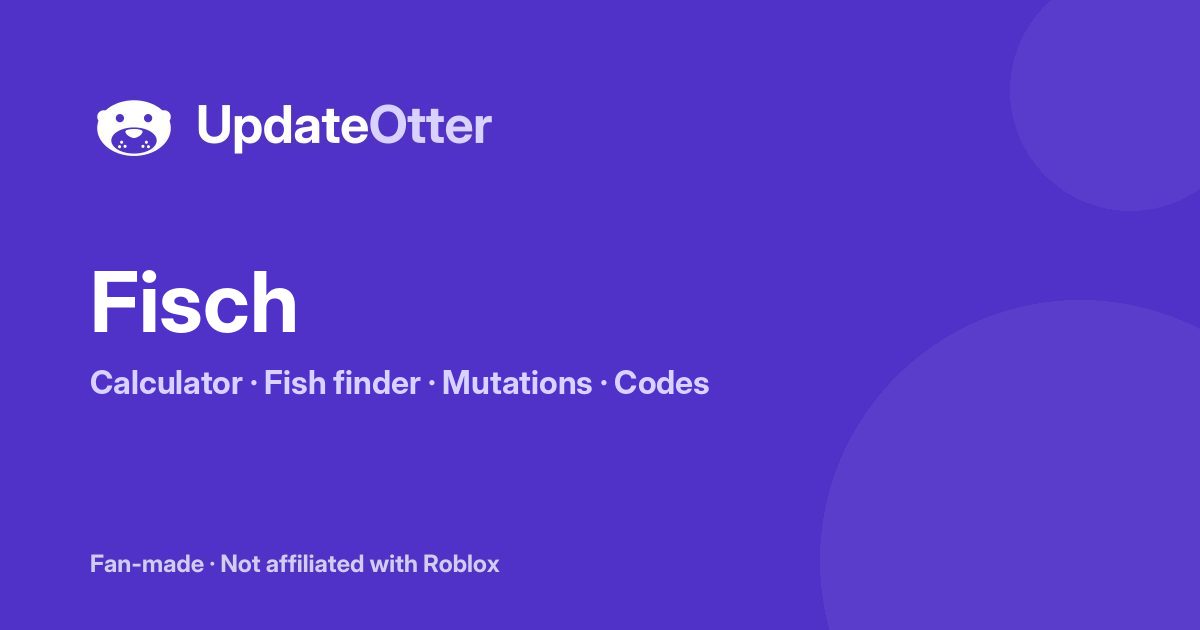 UpdateOtter
Fisch
Calculator · Fish finder · Mutations · Codes
Fan-made · Not affiliated with Roblox